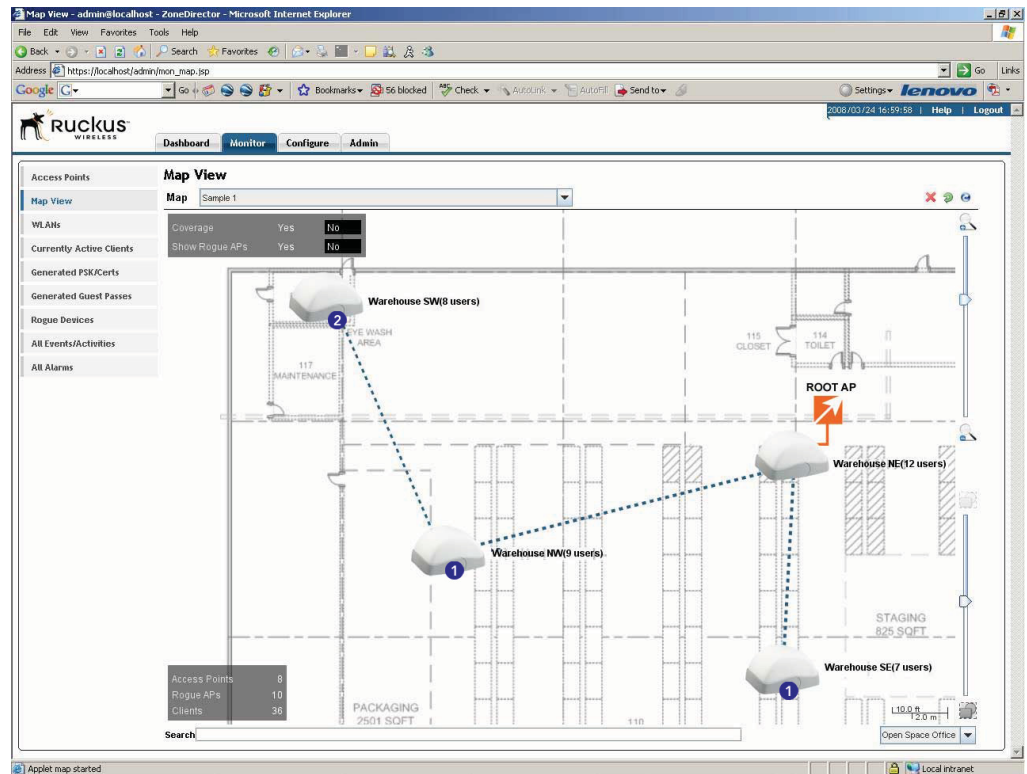 Map View - admin@localhost - ZoneDirector - Microsoft Internet Explorer
File Edit View Favorites Tools Help
Back Search Favorites
Address https://localhost/admin/mon_map.jsp Go Links
Google G Go Bookmarks 56 blocked Check AutoLink AutoFill Send to Settings lenovo
2008/03/24 16:59:58 | Help | Logout
Ruckus
WIRELESS
Dashboard Monitor Configure Admin
Access Points
Map View
WLANs
Currently Active Clients
Generated PSK/Certs
Generated Guest Passes
Rogue Devices
All Events/Activities
All Alarms
Map View
Map Sample 1
Coverage Yes No
Show Rogue APs Yes No
Warehouse SW(8 users)
2
EYE WASH
AREA
117
MAINTENANCE
115
CLOSET
114
TOILET
ROOT AP
Warehouse NE(12 users)
Warehouse NW(9 users)
1
STAGING
825 SQFT
Warehouse SE(7 users)
1
Access Points 8
Rogue APs 10
Clients 36
PACKAGING
2501 SQFT
110
10.0 ft
2.0 m
Search
Open Space Office
Applet map started
Local intranet